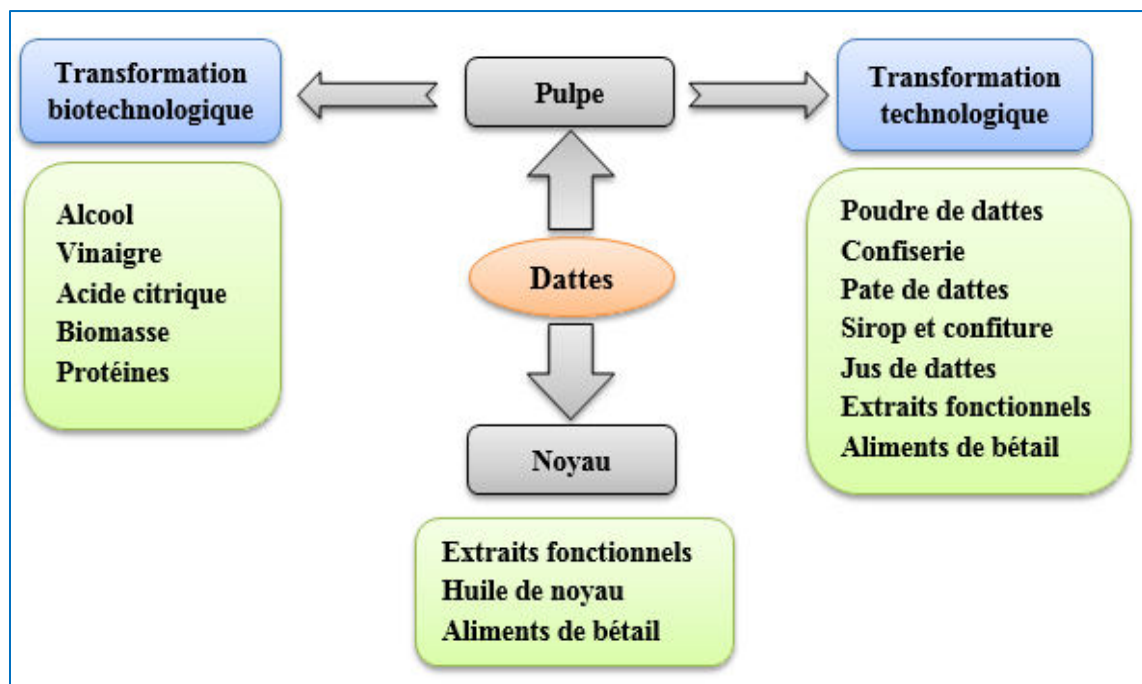 Transformation
biotechnologique
Pulpe
Transformation
technologique
Alcool
Vinaigre
Acide citrique
Biomasse
Protéines
Dattes
Poudre de dattes
Confiserie
Pate de dattes
Sirop et confiture
Jus de dattes
Extraits fonctionnels
Aliments de bétail
Noyau
Extraits fonctionnels
Huile de noyau
Aliments de bétail